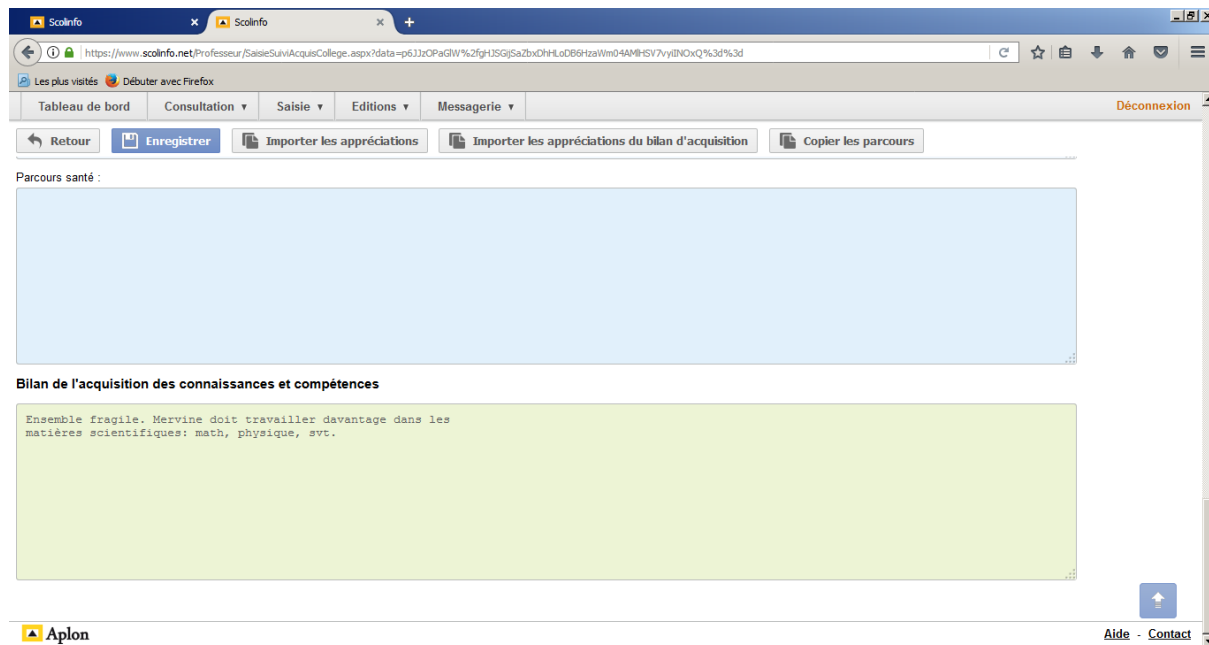 Scolinfo
Scolinfo
https://www.scolinfo.net/Professeur/SaisieSuiviAcquisCollege.aspx?data=p6JJzOPaGlW%2fgHJSGjSaZbxDhHLoDB6HzaWm04AMlHSV7vyiINOxQ%3d%3d
Les plus visités Débuter avec Firefox
Tableau de bord Consultation Saisie Editions Messagerie Déconnexion
Retour Enregistrer Importer les appréciations Importer les appréciations du bilan d'acquisition Copier les parcours
Parcours santé :
Bilan de l'acquisition des connaissances et compétences
Ensemble fragile. Mervine doit travailler davantage dans les
matières scientifiques: math, physique, svt.
Aplon Aide - Contact